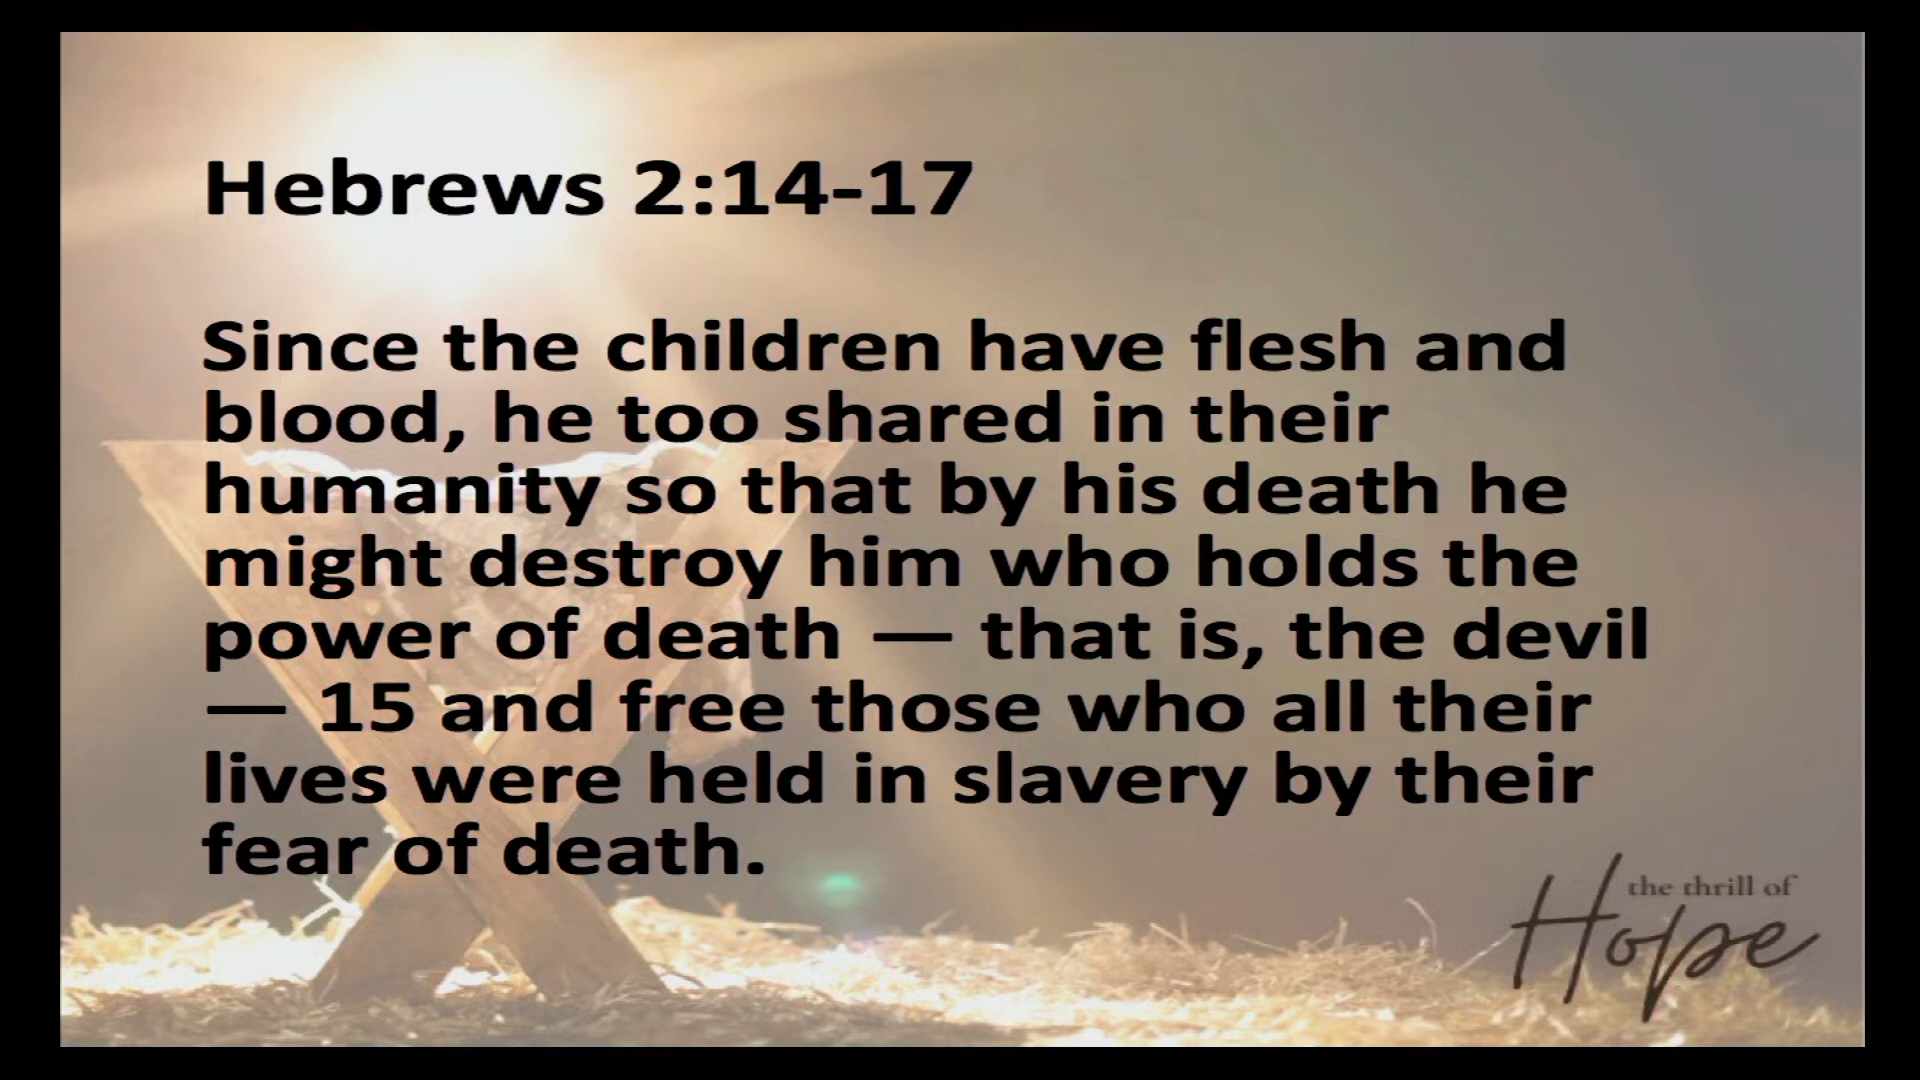 Hebrews 2:14-17
Since the children have flesh and
blood, he too shared in their
humanity so that by his death he
might destroy him who holds the
power of death — that is, the devil
— 15 and free those who all their
lives were held in slavery by their
fear of death.
the thrill of
Hope